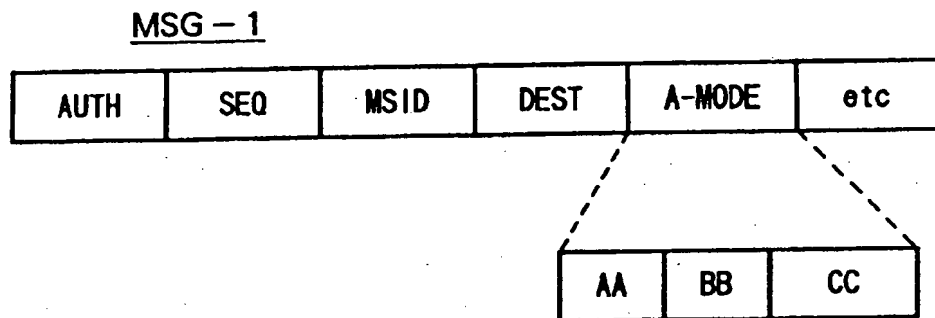 MSG – 1
AUTH SEQ MSID DEST A-MODE etc
AA BB CC